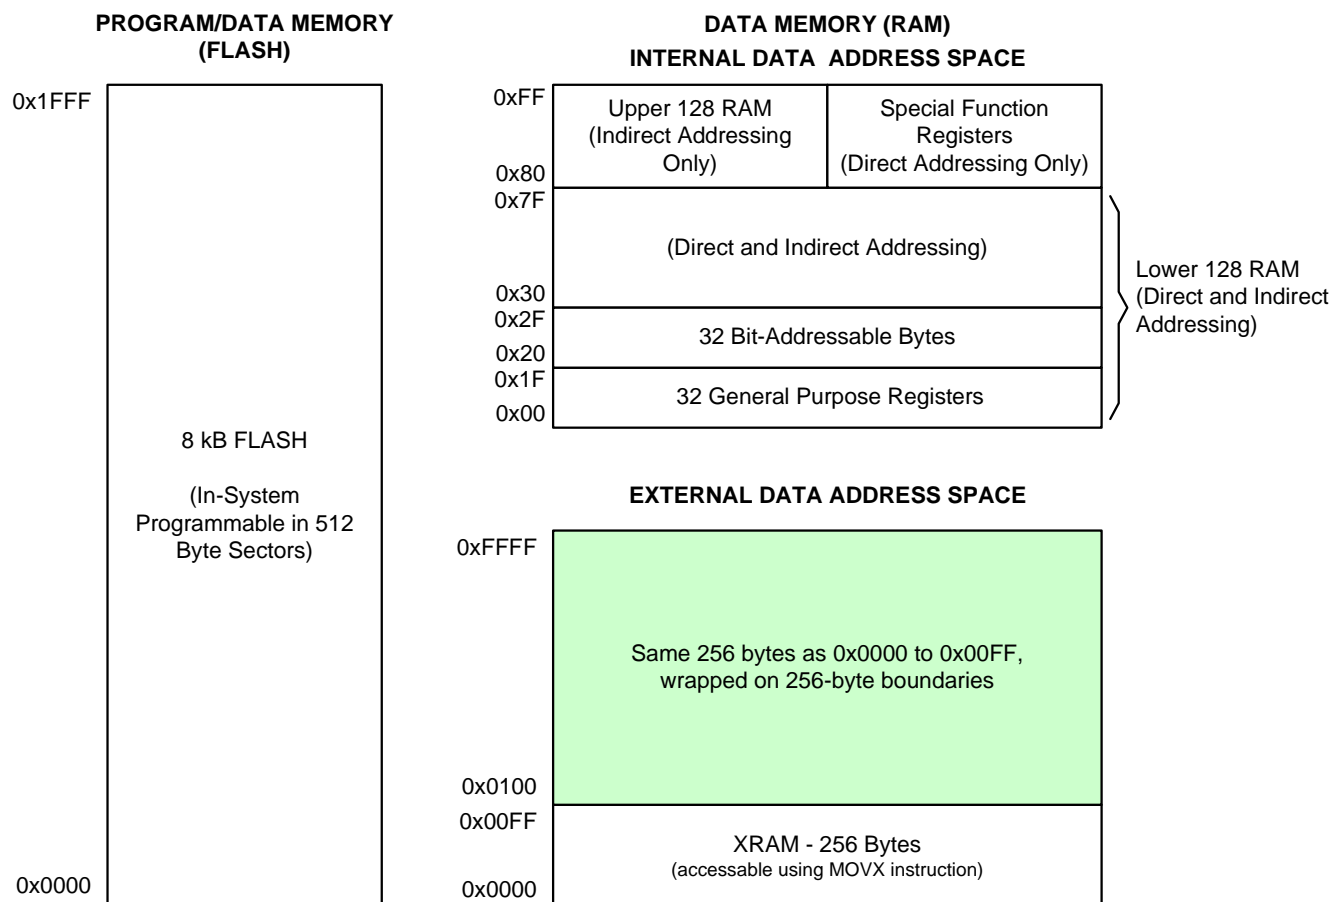 PROGRAM/DATA MEMORY
(FLASH)
0x1FFF
8 kB FLASH
(In-System
Programmable in 512
Byte Sectors)
0x0000
DATA MEMORY (RAM)
INTERNAL DATA ADDRESS SPACE
0xFF
Upper 128 RAM
(Indirect Addressing
Only)
Special Function
Registers
(Direct Addressing Only)
0x80
0x7F
(Direct and Indirect Addressing)
0x30
0x2F
32 Bit-Addressable Bytes
0x20
0x1F
32 General Purpose Registers
0x00
Lower 128 RAM
(Direct and Indirect
Addressing)
EXTERNAL DATA ADDRESS SPACE
0xFFFF
Same 256 bytes as 0x0000 to 0x00FF,
wrapped on 256-byte boundaries
0x0100
0x00FF
XRAM - 256 Bytes
(accessable using MOVX instruction)
0x0000